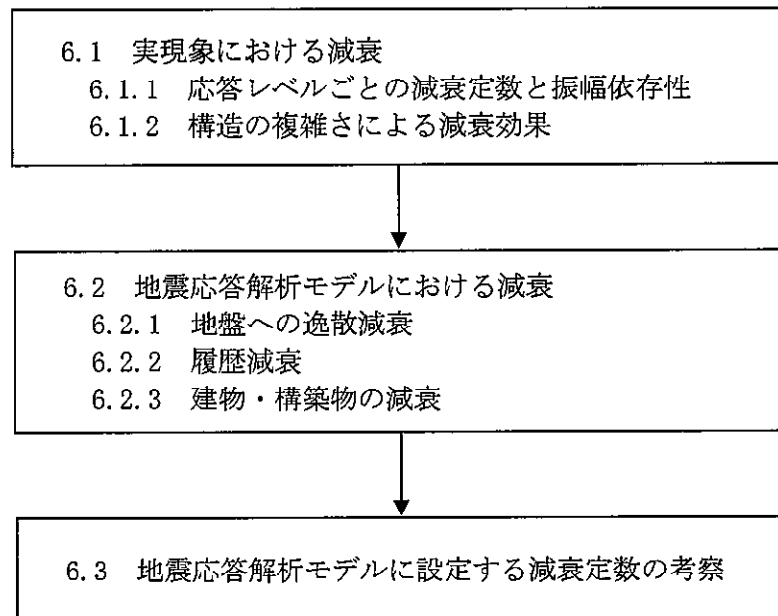 6.1 実現象における減衰
6.1.1 応答レベルごとの減衰定数と振幅依存性
6.1.2 構造の複雑さによる減衰効果
6.2 地震応答解析モデルにおける減衰
6.2.1 地盤への逸散減衰
6.2.2 履歴減衰
6.2.3 建物・構築物の減衰
6.3 地震応答解析モデルに設定する減衰定数の考察